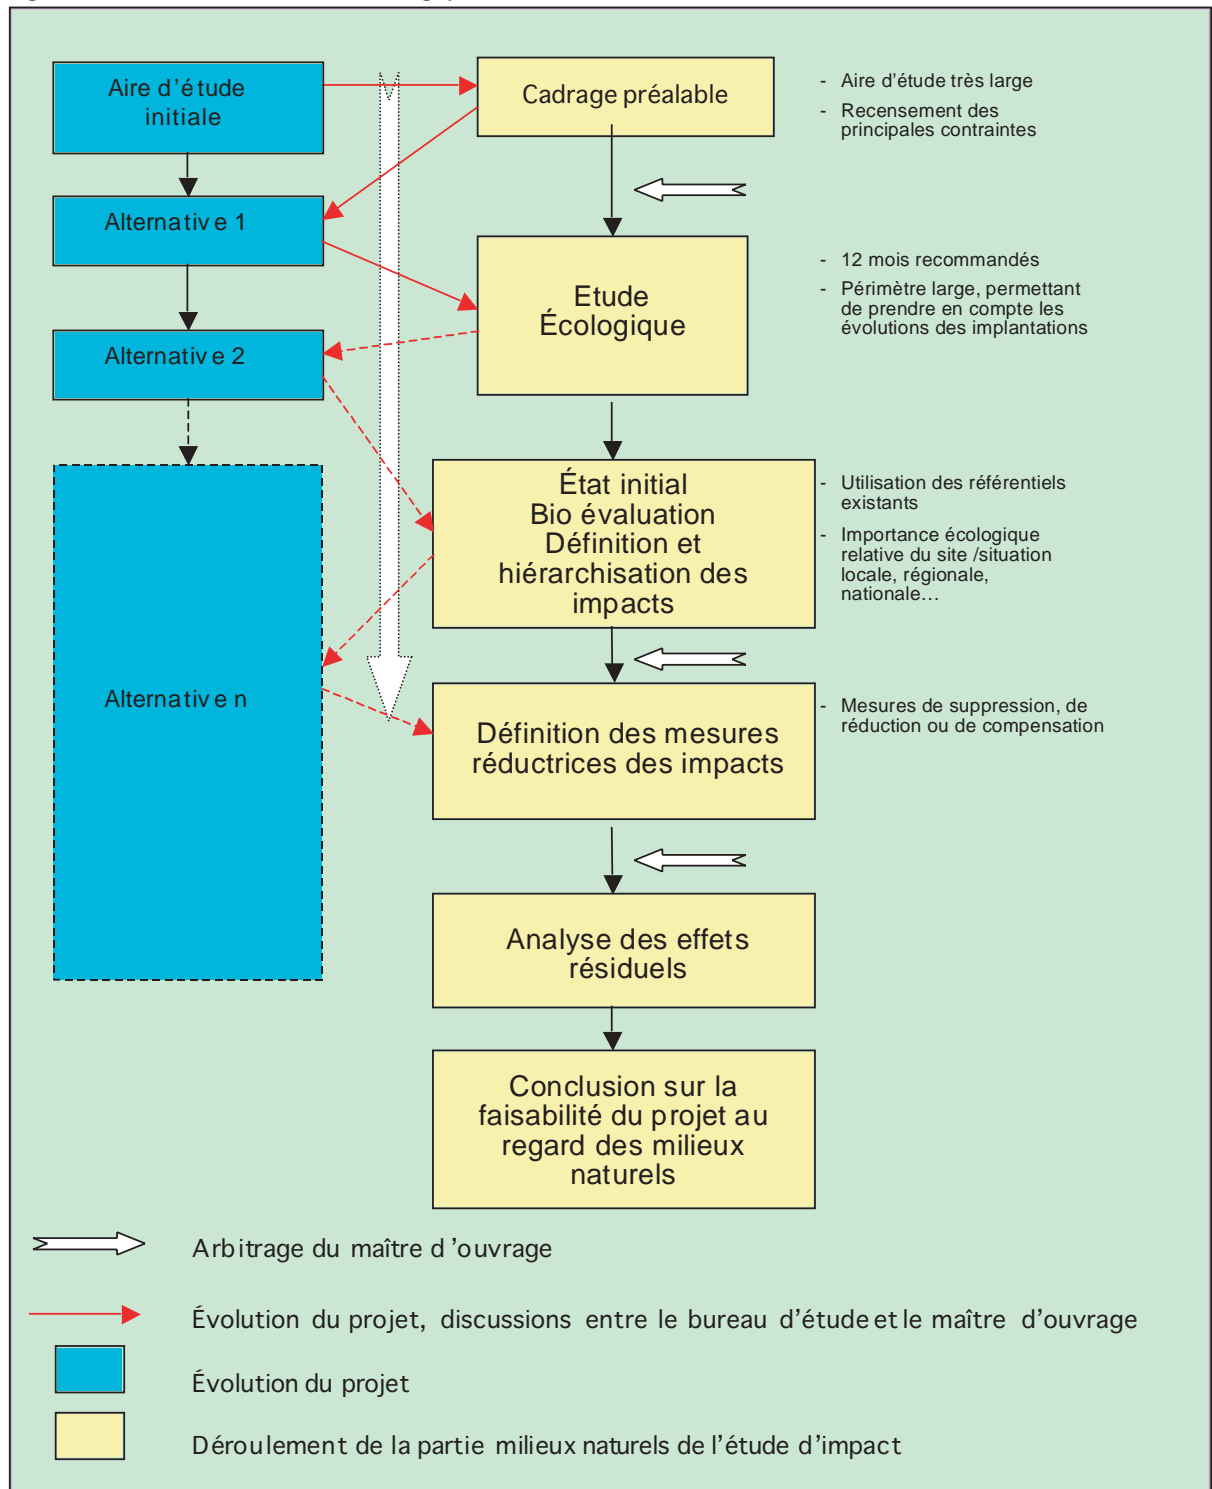 Aire d'étude
initiale
Cadrage préalable
- Aire d'étude très large
- Recensement des
principales contraintes
Alternative 1
Etude
Écologique
- 12 mois recommandés
- Périmètre large, permettant
de prendre en compte les
évolutions des implantations
Alternative 2
État initial
Bio évaluation
Définition et
hiérarchisation des
impacts
- Utilisation des référentiels
existants
- Importance écologique
relative du site /situation
locale, régionale,
nationale…
Alternative n
Définition des mesures
réductrices des impacts
- Mesures de suppression, de
réduction ou de compensation
Analyse des effets
résiduels
Conclusion sur la
faisabilité du projet au
regard des milieux
naturels
Arbitrage du maître d'ouvrage
Évolution du projet, discussions entre le bureau d'étude et le maître d'ouvrage
Évolution du projet
Déroulement de la partie milieux naturels de l'étude d'impact